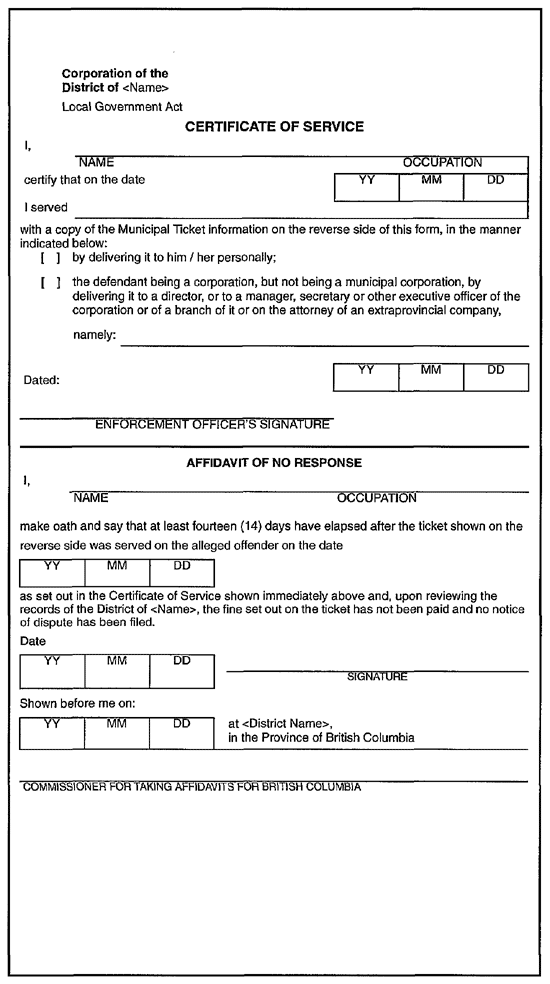 Corporation of the
District of <Name>
Local Government Act
CERTIFICATE OF SERVICE
I,
NAME OCCUPATION
certify that on the date YY MM DD
I served
with a copy of the Municipal Ticket information on the reverse side of this form, in the manner
indicated below:
[ ] by delivering it to him / her personally;
[ ] the defendant being a corporation, but not being a municipal corporation, by
delivering it to a director, or to a manager, secretary or other executive officer of the
corporation or of a branch of it or on the attorney of an extraprovincial company,
namely:
YY MM DD
Dated:
ENFORCEMENT OFFICER'S SIGNATURE
AFFIDAVIT OF NO RESPONSE
I,
NAME OCCUPATION
make oath and say that at least fourteen (14) days have elapsed after the ticket shown on the
reverse side was served on the alleged offender on the date
YY MM DD
as set out in the Certificate of Service shown immediately above and, upon reviewing the
records of the District of <Name>, the fine set out on the ticket has not been paid and no notice
of dispute has been filed.
Date
YY MM DD
SIGNATURE
Shown before me on:
YY MM DD at <District Name>,
in the Province of British Columbia
COMMISSIONER FOR TAKING AFFIDAVITS FOR BRITISH COLUMBIA